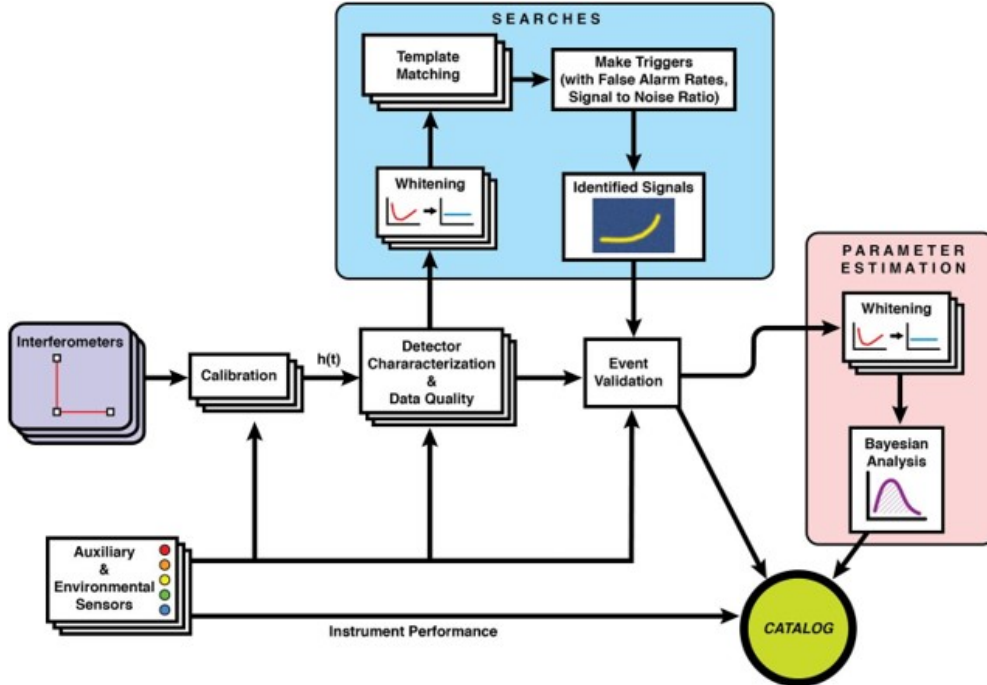 SEARCHES
Template
Matching
Make Triggers
(with False Alarm Rates,
Signal to Noise Ratio)
Whitening
Identified Signals
PARAMETER
ESTIMATION
Whitening
Interferometers
Calibration
h(t)
Detector
Chararacterization
&
Data Quality
Event
Validation
Bayesian
Analysis
Auxiliary
&
Environmental
Sensors
Instrument Performance
CATALOG